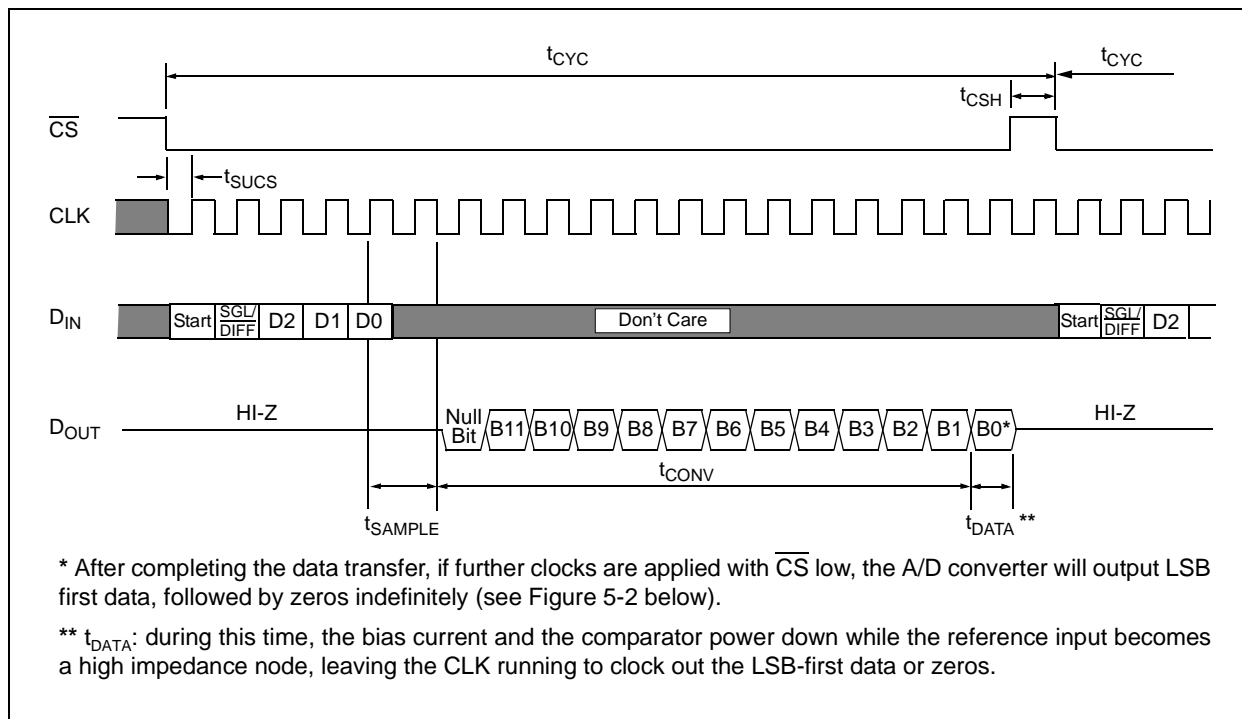 tCYC tCYC
tCSH
CS
tSUCS
CLK
DIN Start SGL/DIFF D2 D1 D0 Don't Care Start SGL/DIFF D2
DOUT HI-Z Null Bit B11 B10 B9 B8 B7 B6 B5 B4 B3 B2 B1 B0* HI-Z
tCONV
tSAMPLE tDATA **
* After completing the data transfer, if further clocks are applied with CS low, the A/D converter will output LSB
first data, followed by zeros indefinitely (see Figure 5-2 below).
** tDATA: during this time, the bias current and the comparator power down while the reference input becomes
a high impedance node, leaving the CLK running to clock out the LSB-first data or zeros.